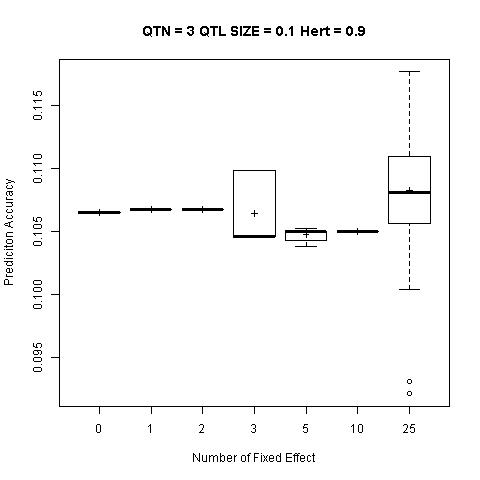 QTN = 3 QTL SIZE = 0.1 Hert = 0.9
Prediciton Accuracy
0.115
0.110
0.105
0.100
0.095
0 1 2 3 5 10 25
Number of Fixed Effect